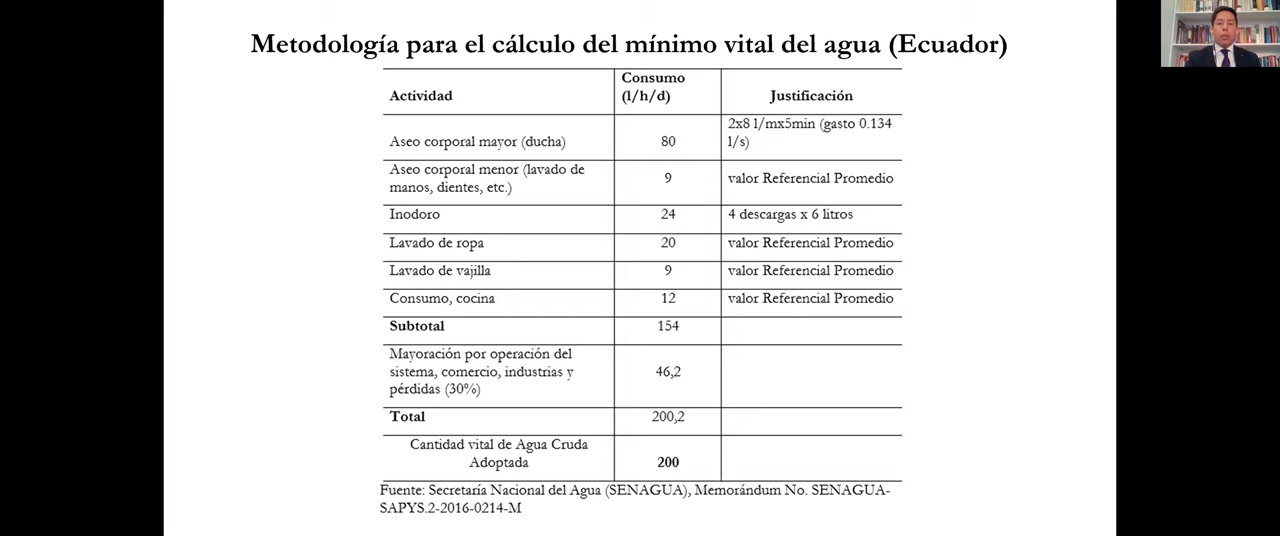 Metodología para el cálculo del mínimo vital del agua (Ecuador)
Actividad
Consumo
(l/h/d)
Justificación
Aseo corporal mayor (ducha)
80
2x8 l/mx5min (gasto 0.134
l/s)
Aseo corporal menor (lavado de
manos, dientes, etc.)
9
valor Referencial Promedio
Inodoro
24
4 descargas x 6 litros
Lavado de ropa
20
valor Referencial Promedio
Lavado de vajilla
9
valor Referencial Promedio
Consumo, cocina
12
valor Referencial Promedio
Subtotal
154
Mayoración por operación del
sistema, comercio, industrias y
pérdidas (30%)
46,2
Total
200,2
Cantidad vital de Agua Cruda
Adoptada
200
Fuente: Secretaría Nacional del Agua (SENAGUA), Memorándum No. SENAGUA-
SAPYS.2-2016-0214-M